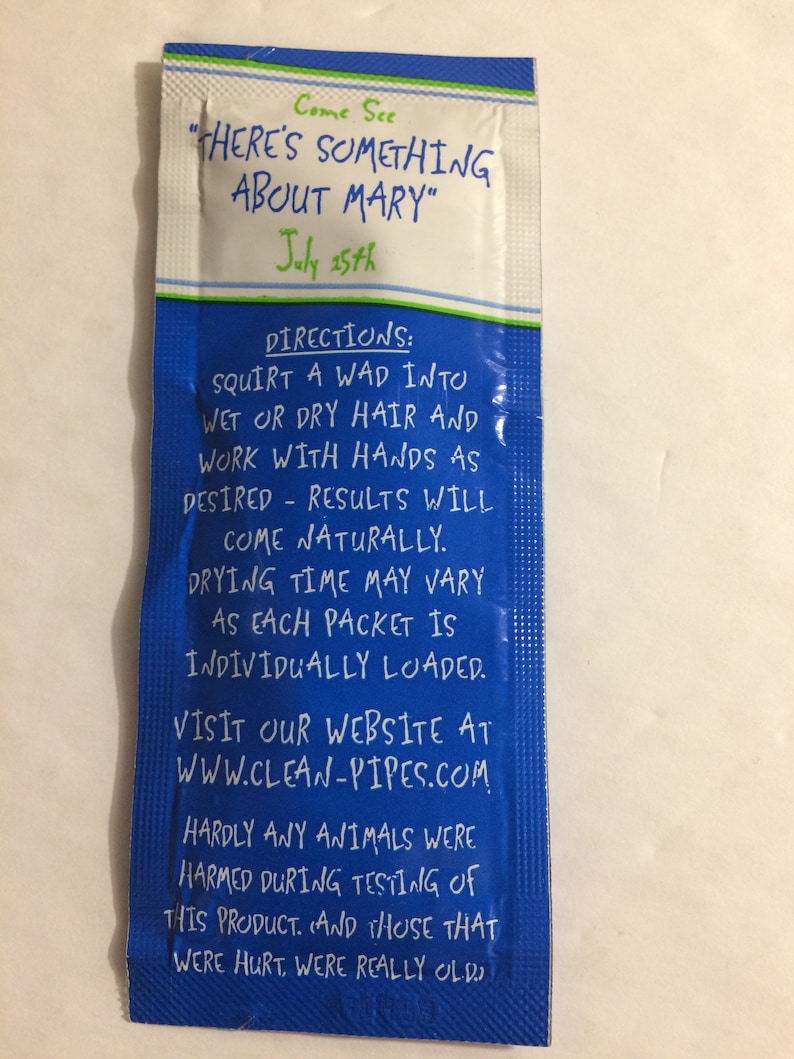 Come See
"THERE'S SOMETHING
ABOUT MARY"
July 15th
DIRECTIONS:
SQUIRT A WAD INTO
WET OR DRY HAIR AND
WORK WITH HANDS AS
DESIRED - RESULTS WILL
COME NATURALLY.
DRYING TIME MAY VARY
AS EACH PACKET IS
INDIVIDUALLY LOADED.
VISIT OUR WEBSITE AT
WWW.CLEAN-PIPES.COM
HARDLY ANY ANIMALS WERE
HARMED DURING TESTING OF
THIS PRODUCT. (AND THOSE THAT
WERE HURT, WERE REALLY OLD.)